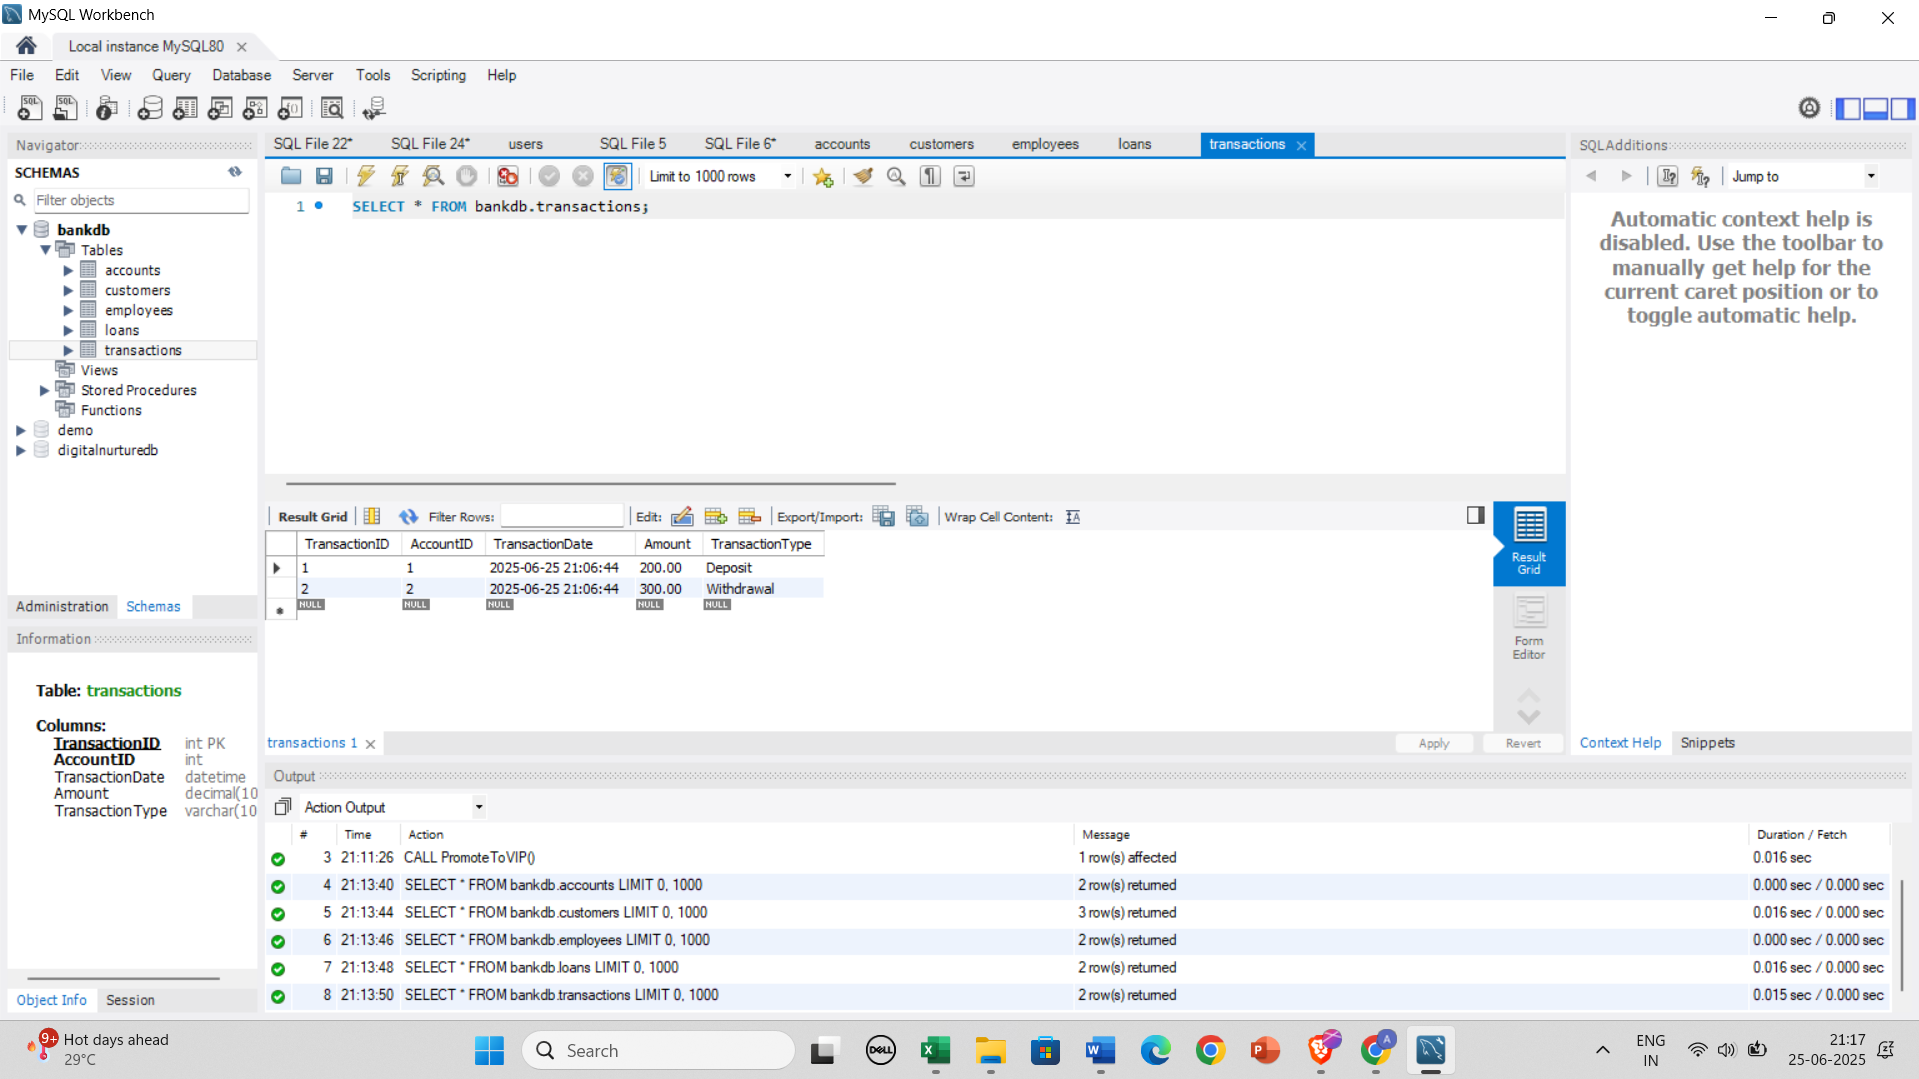 MySQL Workbench
Local instance MySQL80
File Edit View Query Database Server Tools Scripting Help
Navigator
SCHEMAS
Filter objects
bankdb
Tables
accounts
customers
employees
loans
transactions
Views
Stored Procedures
Functions
demo
digitalnurturedb
Administration Schemas
Information
Table: transactions
Columns:
TransactionID int PK
AccountID int
TransactionDate datetime
Amount decimal(10
TransactionType varchar(10
Object Info Session
SQL File 22* SQL File 24* users SQL File 5 SQL File 6* accounts customers employees loans transactions
Limit to 1000 rows
1 SELECT * FROM bankdb.transactions;
Result Grid Filter Rows: Edit: Export/Import: Wrap Cell Content:
TransactionID AccountID TransactionDate Amount TransactionType
1 1 2025-06-25 21:06:44 200.00 Deposit
2 2 2025-06-25 21:06:44 300.00 Withdrawal
NULL NULL NULL NULL NULL
Result
Grid
Form
Editor
transactions 1
Apply Revert
SQLAdditions
Jump to
Automatic context help is
disabled. Use the toolbar to
manually get help for the
current caret position or to
toggle automatic help.
Context Help Snippets
Output
Action Output
# Time Action Message Duration / Fetch
3 21:11:26 CALL PromoteToVIP() 1 row(s) affected 0.016 sec
4 21:13:40 SELECT * FROM bankdb.accounts LIMIT 0, 1000 2 row(s) returned 0.000 sec / 0.000 sec
5 21:13:44 SELECT * FROM bankdb.customers LIMIT 0, 1000 3 row(s) returned 0.016 sec / 0.000 sec
6 21:13:46 SELECT * FROM bankdb.employees LIMIT 0, 1000 2 row(s) returned 0.000 sec / 0.000 sec
7 21:13:48 SELECT * FROM bankdb.loans LIMIT 0, 1000 2 row(s) returned 0.016 sec / 0.000 sec
8 21:13:50 SELECT * FROM bankdb.transactions LIMIT 0, 1000 2 row(s) returned 0.015 sec / 0.000 sec
9+
Hot days ahead
29°C
Search
DELL
ENG
IN
21:17
25-06-2025